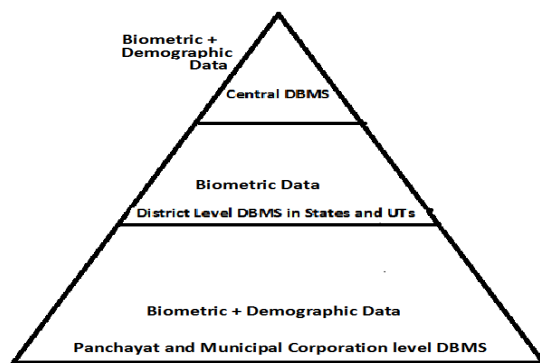 Biometric +
Demographic
Data
Central DBMS
Biometric Data
District Level DBMS in States and UTs
Biometric + Demographic Data
Panchayat and Municipal Corporation level DBMS